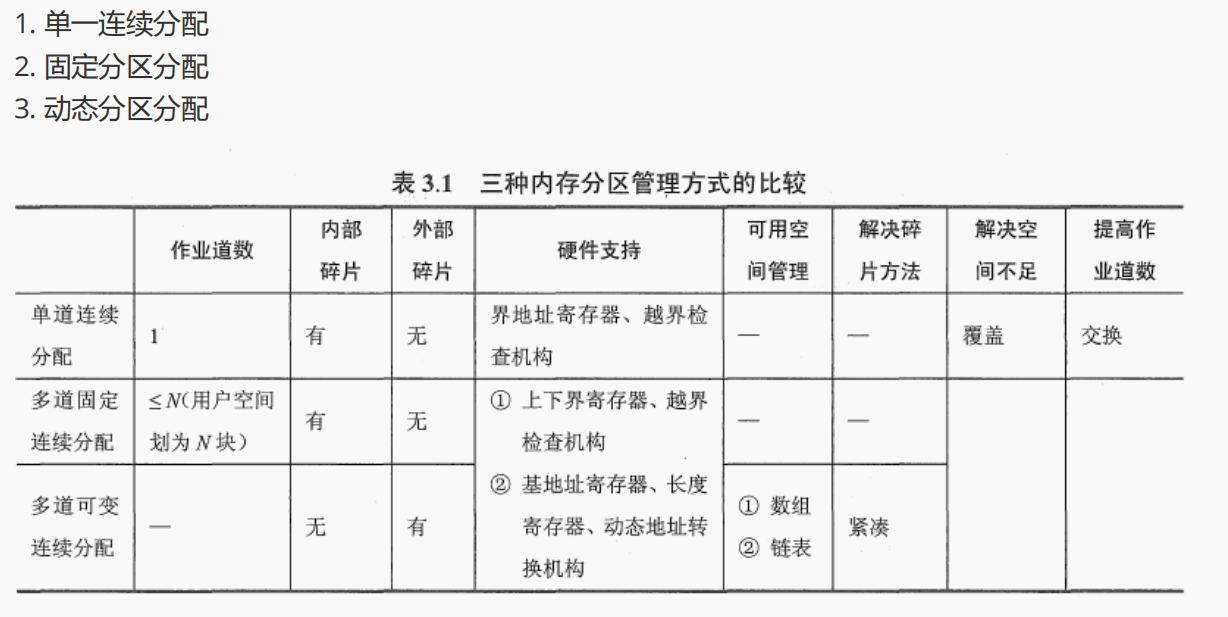 1. 单一连续分配
2. 固定分区分配
3. 动态分区分配
表 3.1 三种内存分区管理方式的比较
作业道数
内部
碎片
外部
碎片
硬件支持
可用空
间管理
解决碎
片方法
解决空
间不足
提高作
业道数
单道连续
分配
1
有
无
界地址寄存器、越界检
查机构
—
—
覆盖
交换
多道固定
连续分配
≤N(用户空间
划为 N 块)
有
无
① 上下界寄存器、越界
检查机构
② 基地址寄存器、长度
寄存器、动态地址转
换机构
—
—
多道可变
连续分配
—
无
有
① 数组
② 链表
紧凑